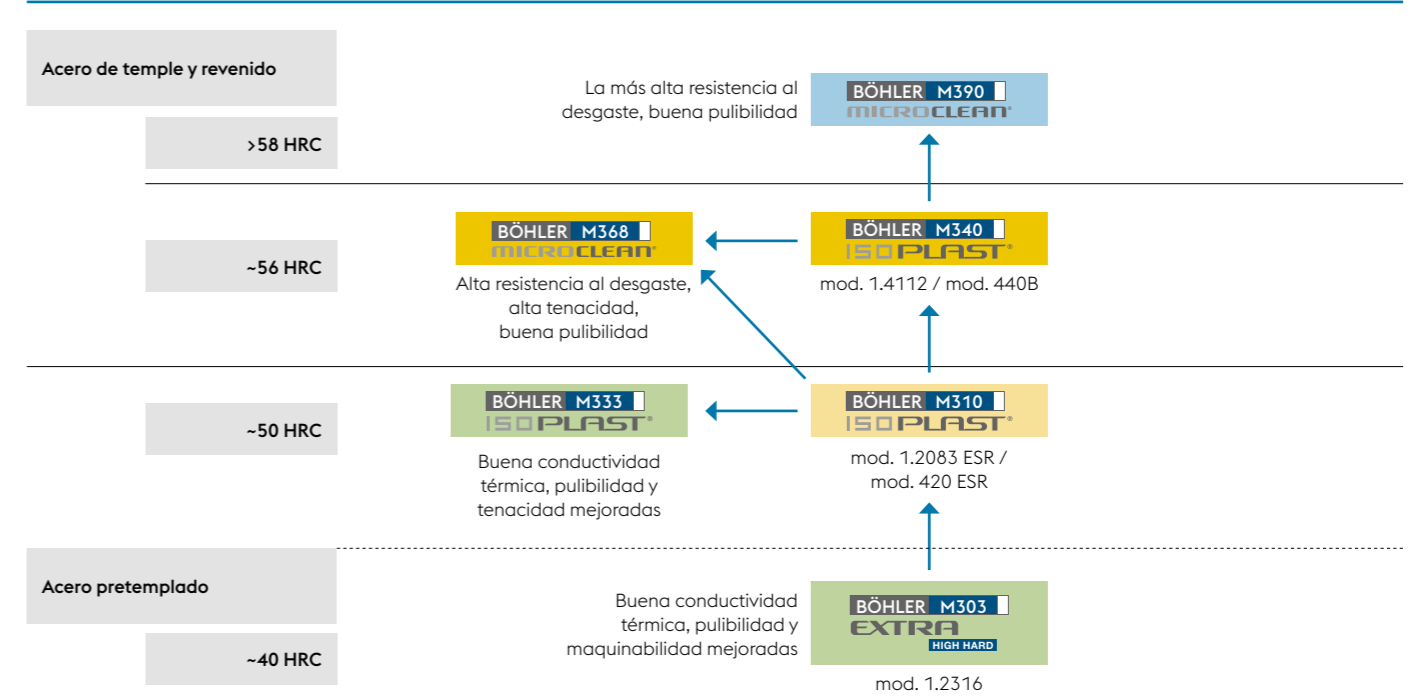 Acero de temple y revenido
La más alta resistencia al
desgaste, buena pulibilidad
BÖHLER M390
MICROCLEAN®
>58 HRC
BÖHLER M368
MICROCLEAN®
BÖHLER M340
ISOPLAST®
~56 HRC
Alta resistencia al desgaste,
alta tenacidad,
buena pulibilidad
mod. 1.4112 / mod. 440B
BÖHLER M333
ISOPLAST®
BÖHLER M310
ISOPLAST®
~50 HRC
Buena conductividad
térmica, pulibilidad y
tenacidad mejoradas
mod. 1.2083 ESR /
mod. 420 ESR
Acero pretemplado
Buena conductividad
térmica, pulibilidad y
maquinabilidad mejoradas
BÖHLER M303
EXTRA
HIGH HARD
~40 HRC
mod. 1.2316